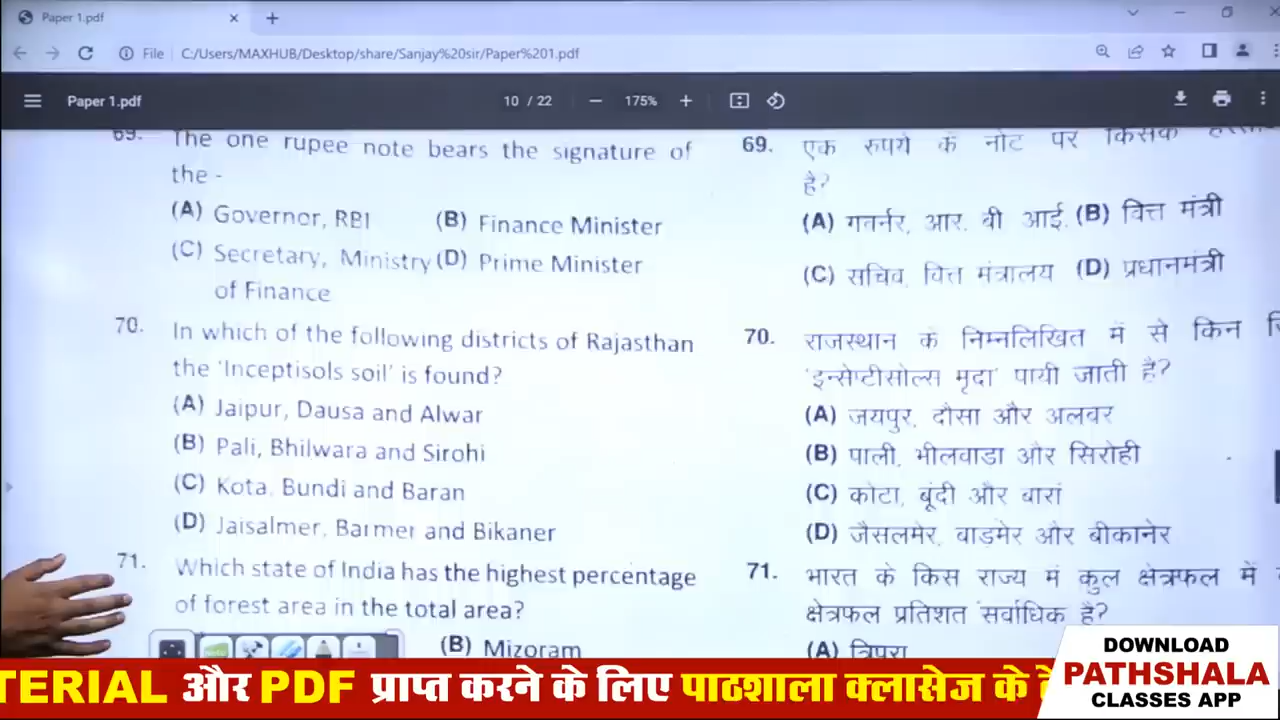 Paper 1.pdf
File C:/Users/MAXHUB/Desktop/share/Sanjay%20sir/Paper%201.pdf
Paper 1.pdf
10 / 22
175%
69. The one rupee note bears the signature of
the -
(A) Governor, RBI (B) Finance Minister
(C) Secretary, Ministry (D) Prime Minister
of Finance
70. In which of the following districts of Rajasthan
the 'Inceptisols soil' is found?
(A) Jaipur, Dausa and Alwar
(B) Pali, Bhilwara and Sirohi
(C) Kota, Bundi and Baran
(D) Jaisalmer, Barmer and Bikaner
71. Which state of India has the highest percentage
of forest area in the total area?
(B) Mizoram
69. एक रुपये के नोट पर किसके
है?
(A) गवर्नर, आर. बी आई. (B) वित्त मंत्री
(C) सचिव, वित्त मंत्रालय (D) प्रधानमंत्री
70. राजस्थान के निम्नलिखित में से किन
'इन्सेप्टीसोल्स मृदा' पायी जाती है?
(A) जयपुर, दौसा और अलवर
(B) पाली, भीलवाडा और सिरोही
(C) कोटा, बूंदी और बारां
(D) जैसलमेर, बाडमेर और बीकानेर
71. भारत के किस राज्य में कुल क्षेत्रफल में
क्षेत्रफल प्रतिशत सर्वाधिक है?
(A) त्रिपुरा
TERIAL और PDF प्राप्त करने के लिए पाठशाला क्लासेज के
DOWNLOAD
PATHSHALA
CLASSES APP